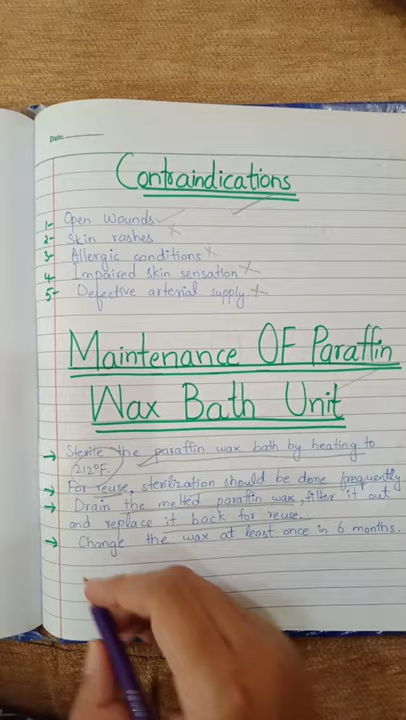 Date.
Contraindications
1- Open wounds
2- Skin rashes
3- Allergic conditions
4- Impaired skin sensation
5- Defective arterial supply
Maintenance OF Paraffin
Wax Bath Unit
→ Sterite the paraffin wax bath by heating to
212°F.
→ For reuse, sterilization should be done frequently
→ Drain the melted paraffin wax, filter it out
and replace it back for reuse.
→ Change the wax at least once in 6 months.